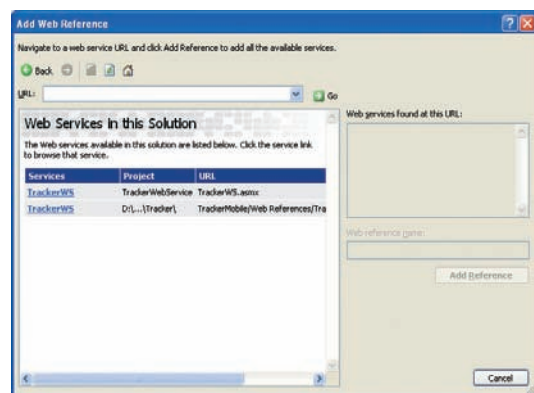 Add Web Reference
Navigate to a web service URL and click Add Reference to add all the available services.
Back
URL:
Go
Web Services in this Solution
The Web services available in this solution are listed below. Click the service link
to browse that service.
Services Project URL
TrackerWS TrackerWebService TrackerWS.asmx
TrackerWS D:\...\Tracker\, TrackerMobile/Web References/Tra
Web services found at this URL:
Web reference name:
Add Reference
Cancel